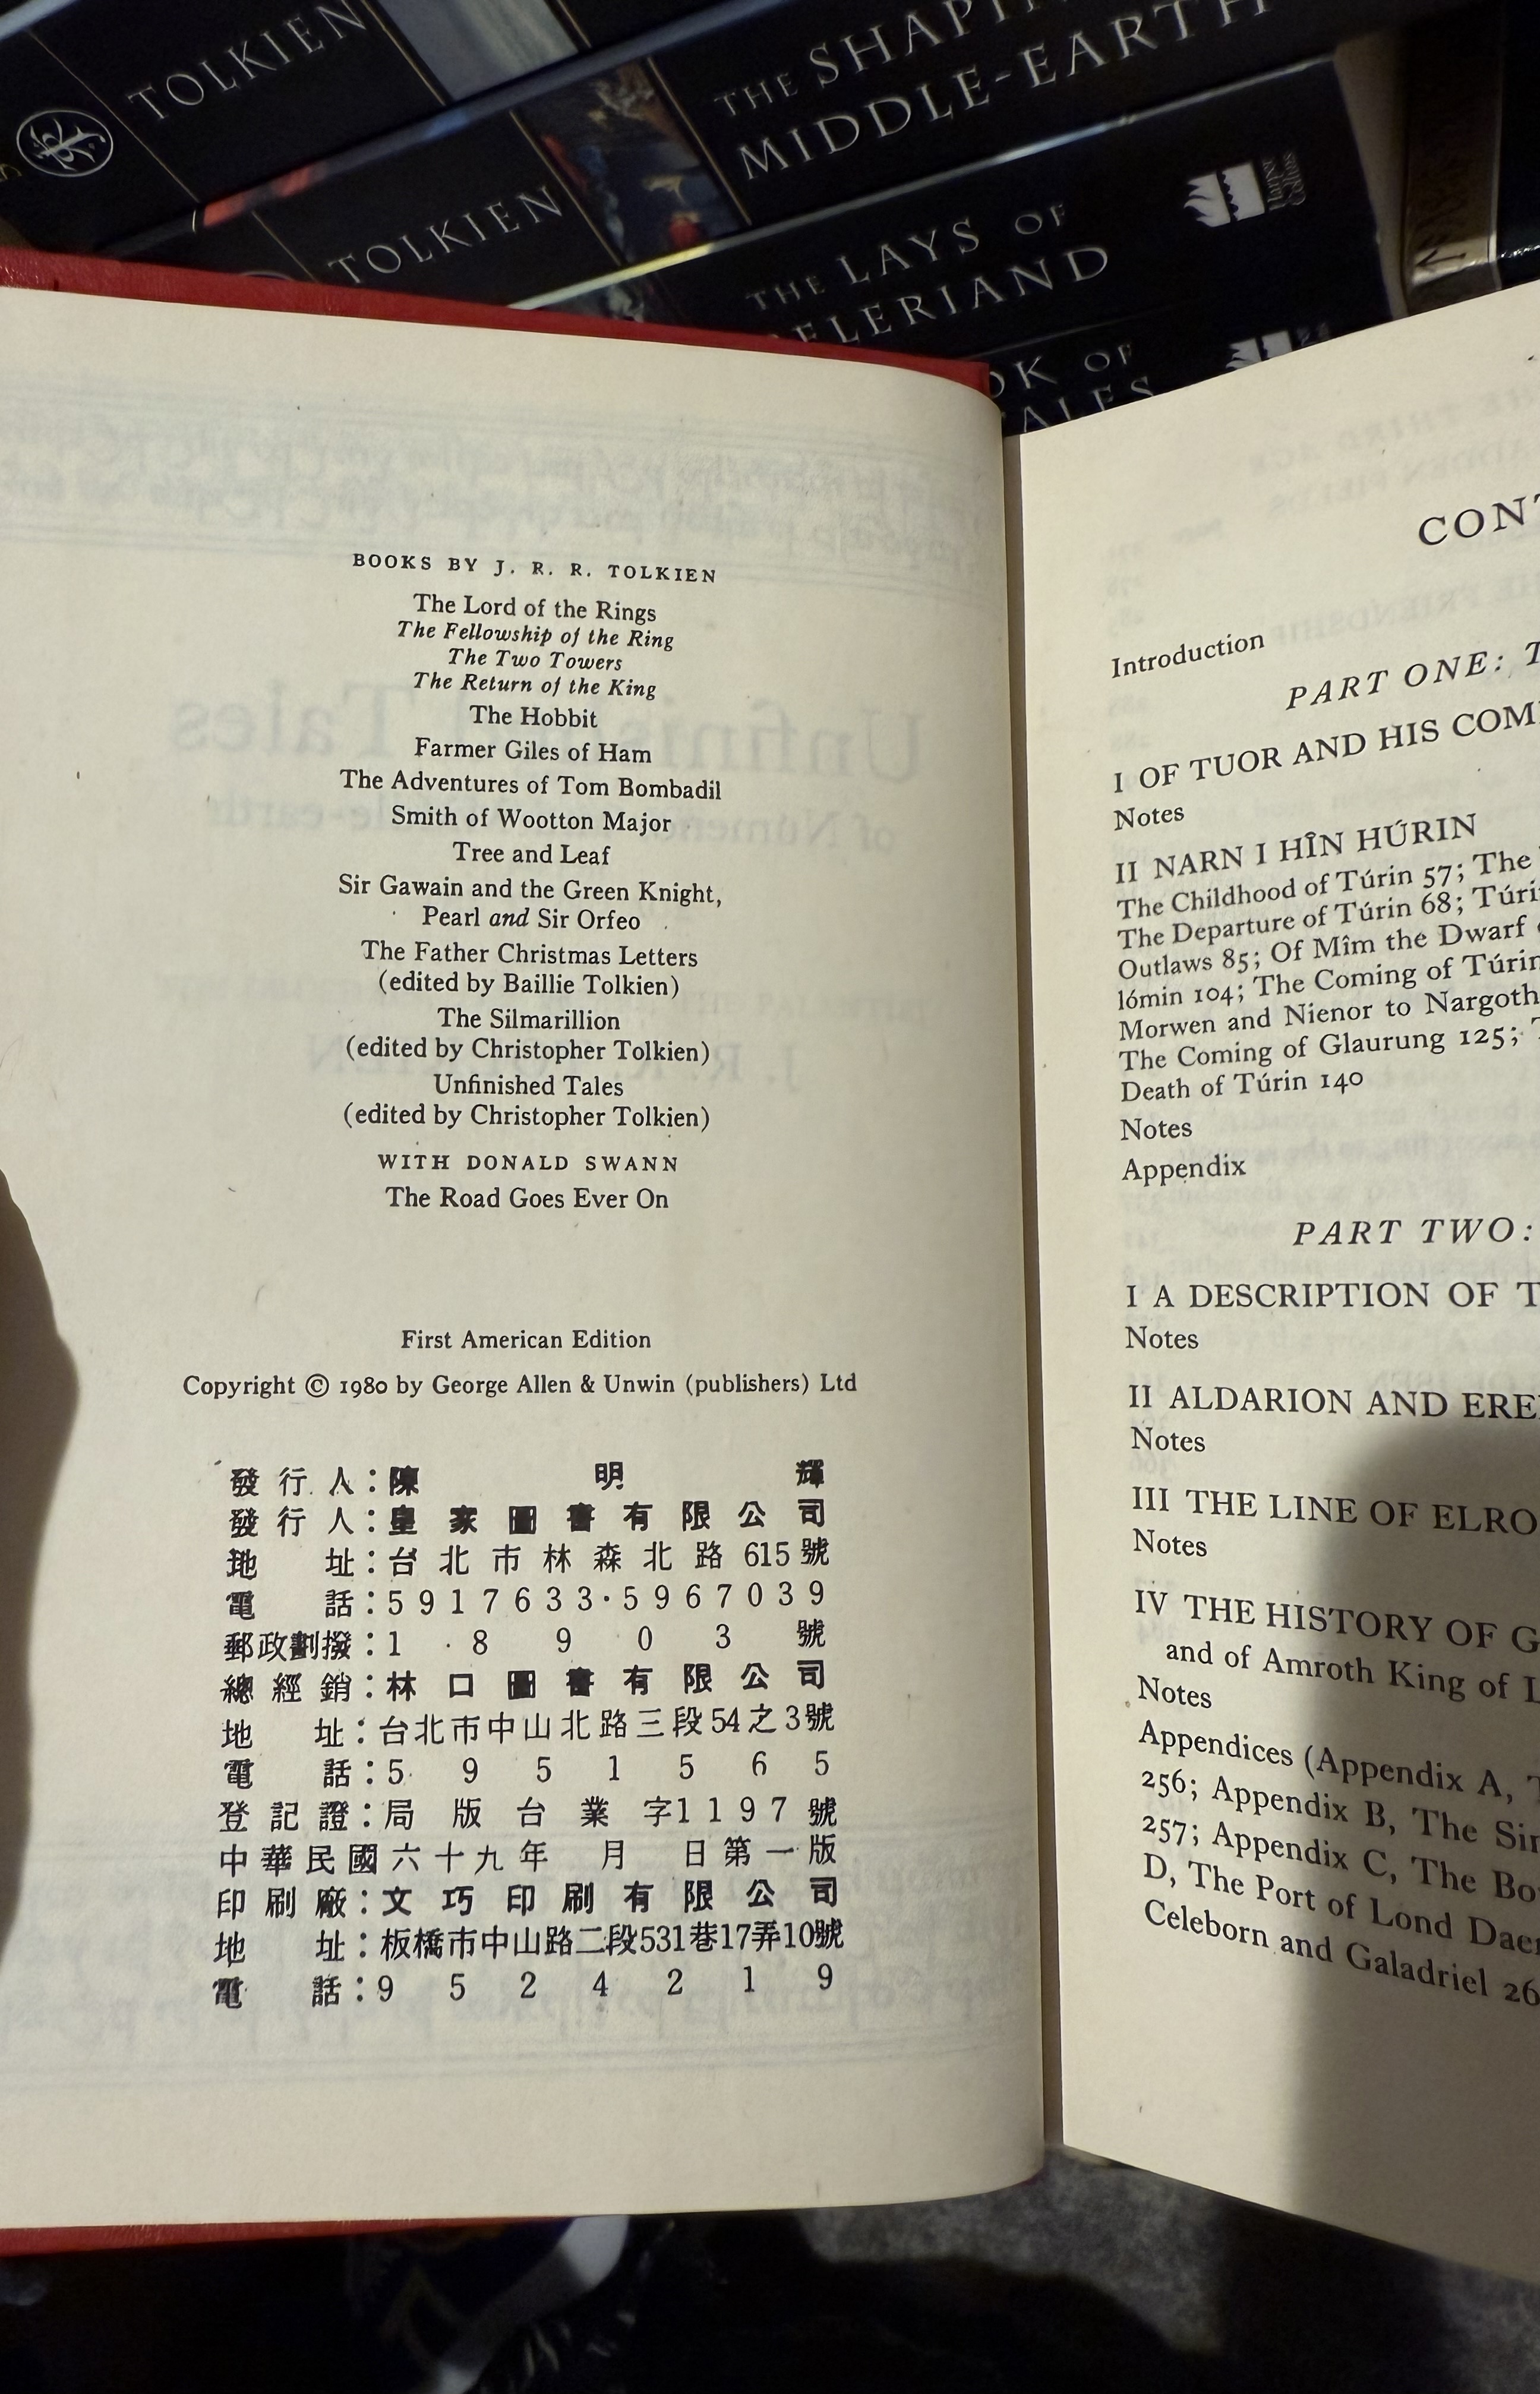 TOLKIEN
THE SHAPI
MIDDLE-EARTH
TOLKIEN
THE LAYS OF
ELERIAND
OK OF
TALES
BOOKS BY J. R. R. TOLKIEN
The Lord of the Rings
The Fellowship of the Ring
The Two Towers
The Return of the King
The Hobbit
Farmer Giles of Ham
The Adventures of Tom Bombadil
Smith of Wootton Major
Tree and Leaf
Sir Gawain and the Green Knight,
Pearl and Sir Orfeo
The Father Christmas Letters
(edited by Baillie Tolkien)
The Silmarillion
(edited by Christopher Tolkien)
Unfinished Tales
(edited by Christopher Tolkien)
WITH DONALD SWANN
The Road Goes Ever On
First American Edition
Copyright © 1980 by George Allen & Unwin (publishers) Ltd
發行人：陳明輝
發行人：皇家圖書有限公司
地址：台北市林森北路615號
電話：5917633·5967039
郵政劃撥：18903號
總經銷：林口圖書有限公司
地址：台北市中山北路三段54之3號
電話：5951565
登記證：局版台業字1197號
中華民國六十九年 月 日第一版
印刷廠：文巧印刷有限公司
地址：板橋市中山路二段531巷17弄10號
電話：9524219
CONT
Introduction
PART ONE: T
I OF TUOR AND HIS COMI
Notes
II NARN I HÎN HÚRIN
The Childhood of Túrin 57; The
The Departure of Túrin 68; Túri
Outlaws 85; Of Mîm the Dwarf
lómin 104; The Coming of Túrin
Morwen and Nienor to Nargoth
The Coming of Glaurung 125; T
Death of Túrin 140
Notes
Appendix
PART TWO:
I A DESCRIPTION OF T
Notes
II ALDARION AND ERE
Notes
III THE LINE OF ELRO
Notes
IV THE HISTORY OF G
and of Amroth King of L
Notes
Appendices (Appendix A, T
256; Appendix B, The Sin
257; Appendix C, The Bo
D, The Port of Lond Dae
Celeborn and Galadriel 26